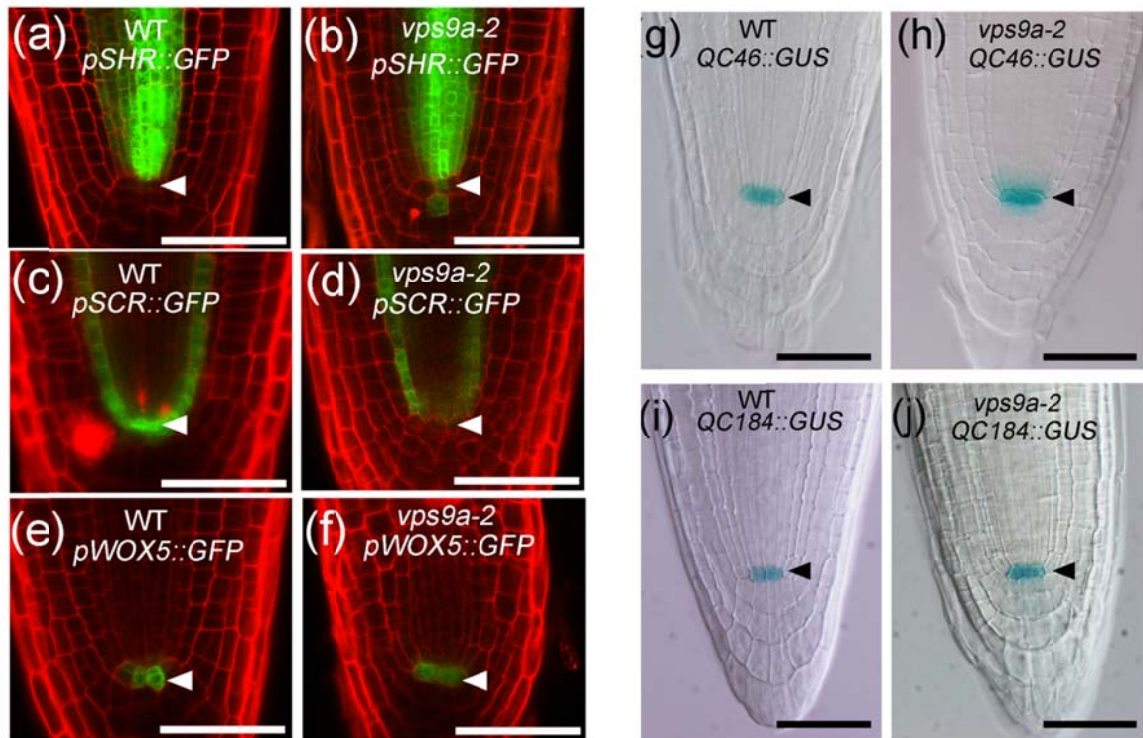 (a) WT
pSHR::GFP
(b) vps9a-2
pSHR::GFP
(c) WT
pSCR::GFP
(d) vps9a-2
pSCR::GFP
(e) WT
pWOX5::GFP
(f) vps9a-2
pWOX5::GFP
g) WT
QC46::GUS
(h) vps9a-2
QC46::GUS
(i) WT
QC184::GUS
(j) vps9a-2
QC184::GUS